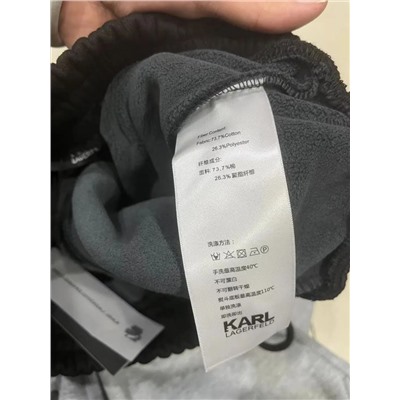 Fiber Content:
Fabric:73.7%Cotton
26.3%Polyester
纤维成分:
面料:73.7%棉
26.3%聚酯纤维
洗涤方法:
手洗最高温度40℃
不可漂白
不可翻转干燥
熨斗底板最高温度110℃
KARL
LAGERFELD